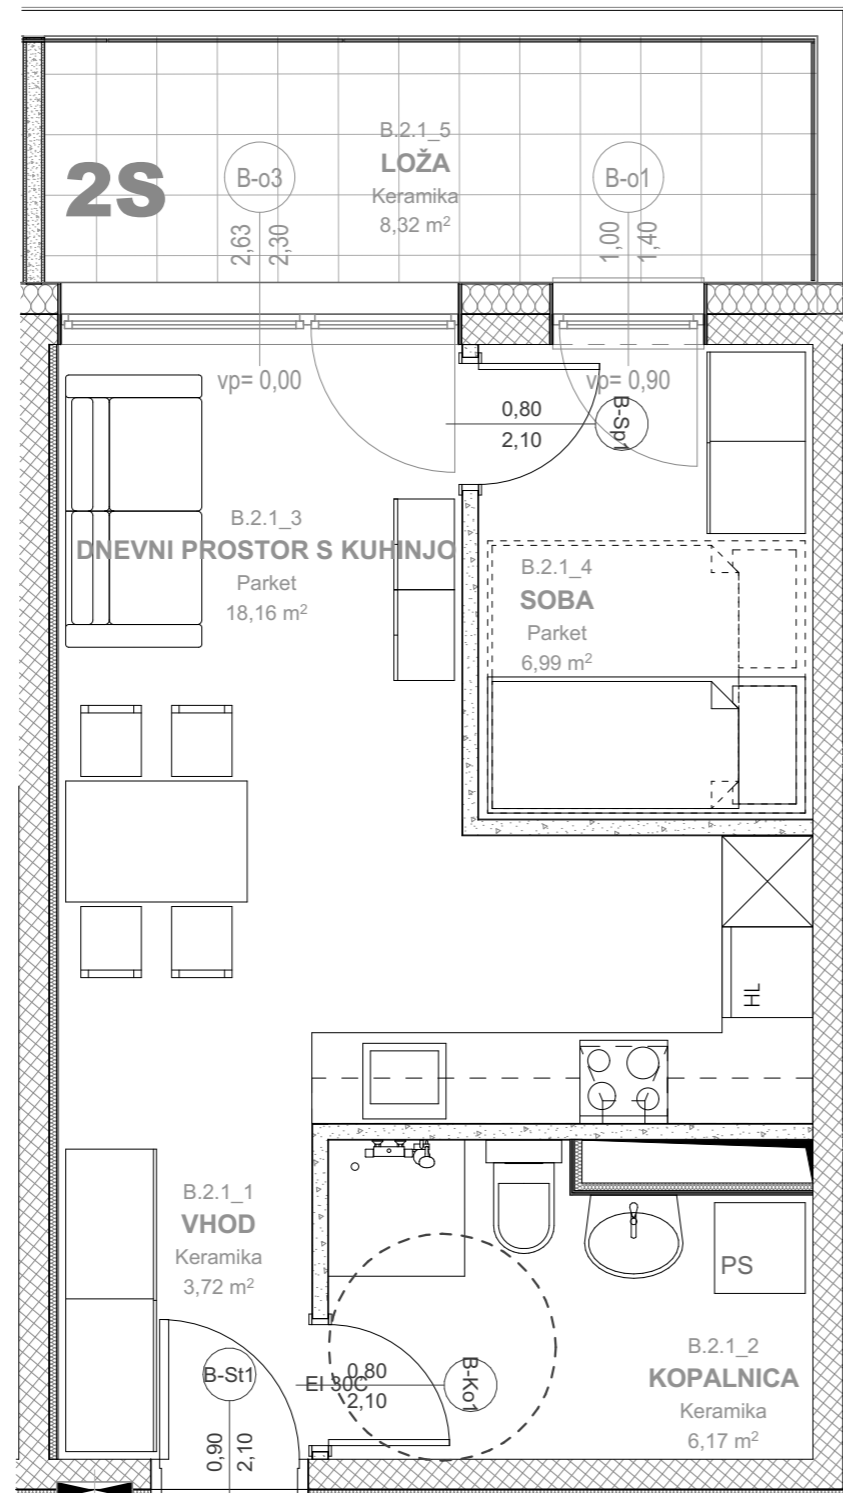 B.2.1_5
LOŽA
Keramika
8,32 m²
2S
B-o3
2,63
2,30
vp= 0,00
B-o1
1,00
1,40
vp= 0,90
0,80
2,10
B-Sp1
B.2.1_3
DNEVNI PROSTOR S KUHINJO
Parket
18,16 m²
B.2.1_4
SOBA
Parket
6,99 m²
HL
B.2.1_1
VHOD
Keramika
3,72 m²
PS
B.2.1_2
KOPALNICA
Keramika
6,17 m²
B-St1
0,90
2,10
EI 30C
0,80
2,10
B-Ko1